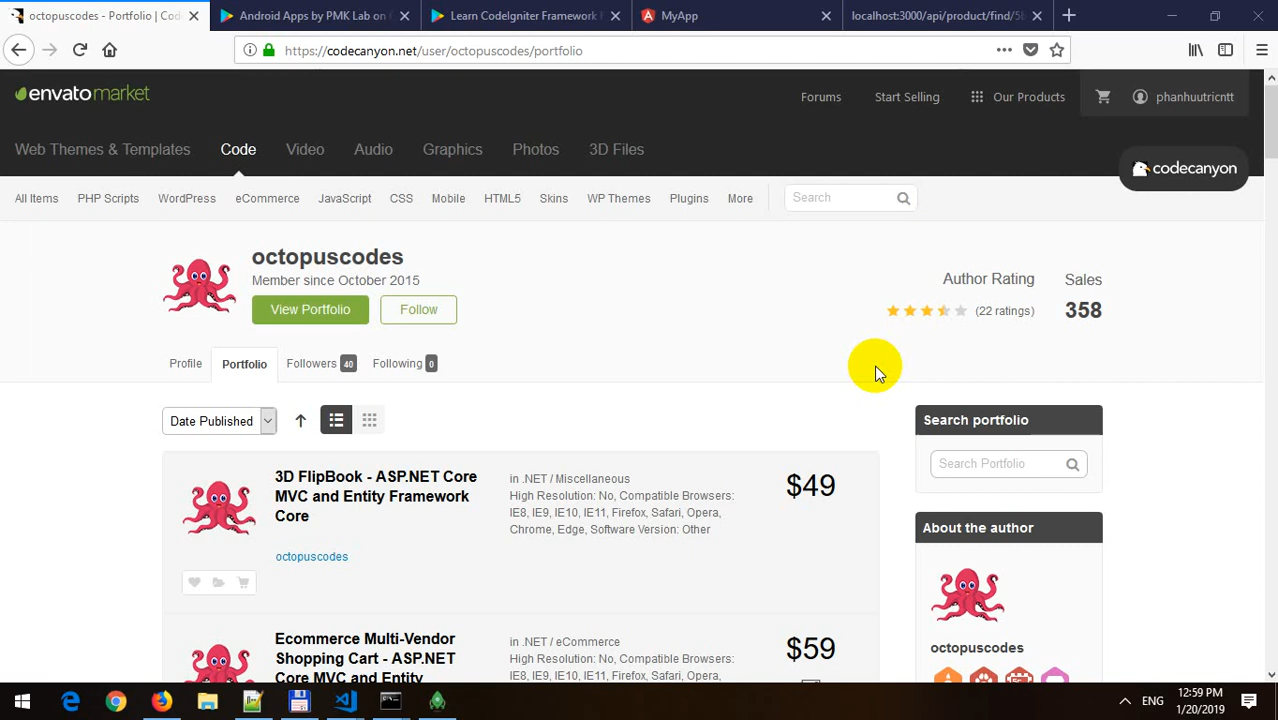 octopuscodes - Portfolio | Cod
Android Apps by PMK Lab on G
Learn CodeIgniter Framework F
MyApp
localhost:3000/api/product/find/5
https://codecanyon.net/user/octopuscodes/portfolio
envatomarket
Forums
Start Selling
Our Products
phanhuutricntt
Web Themes & Templates
Code
Video
Audio
Graphics
Photos
3D Files
codecanyon
All Items
PHP Scripts
WordPress
eCommerce
JavaScript
CSS
Mobile
HTML5
Skins
WP Themes
Plugins
More
Search
octopuscodes
Member since October 2015
View Portfolio
Follow
Author Rating
(22 ratings)
Sales
358
Profile
Portfolio
Followers 40
Following 0
Date Published
3D FlipBook - ASP.NET Core
MVC and Entity Framework
Core
octopuscodes
in .NET / Miscellaneous
High Resolution: No, Compatible Browsers:
IE8, IE9, IE10, IE11, Firefox, Safari, Opera,
Chrome, Edge, Software Version: Other
$49
Ecommerce Multi-Vendor
Shopping Cart - ASP.NET
Core MVC and Entity
in .NET / eCommerce
High Resolution: No, Compatible Browsers:
IE8, IE9, IE10, IE11, Firefox, Safari, Opera,
$59
Search portfolio
Search Portfolio
About the author
octopuscodes
ENG
12:59 PM
1/20/2019